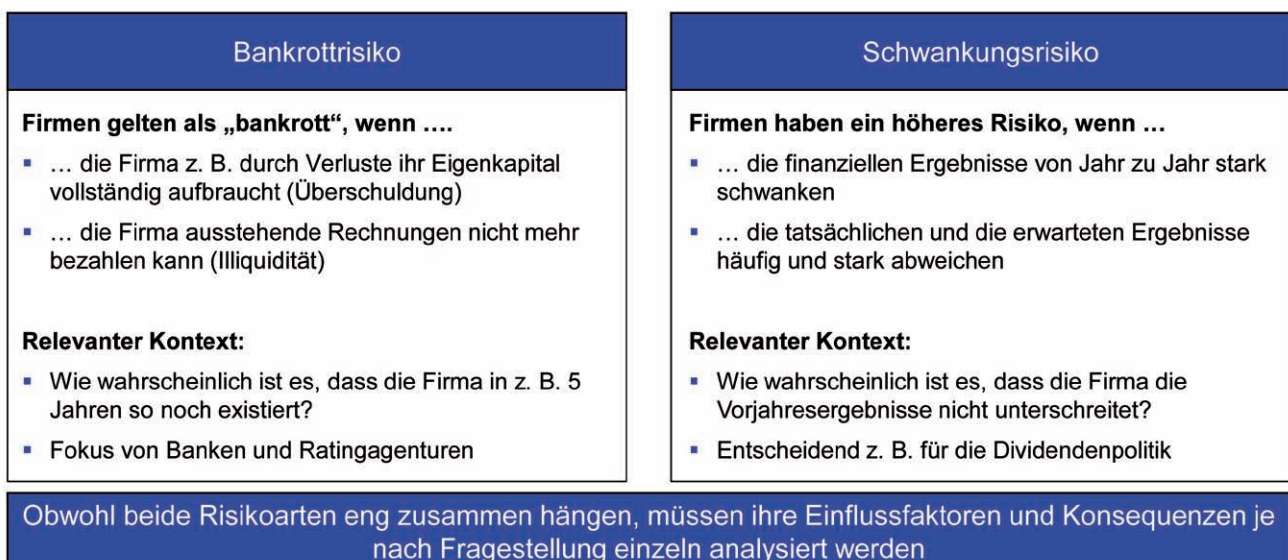 Bankrottrisiko
Firmen gelten als „bankrott“, wenn ....
▪ … die Firma z. B. durch Verluste ihr Eigenkapital
vollständig aufbraucht (Überschuldung)
▪ … die Firma ausstehende Rechnungen nicht mehr
bezahlen kann (Illiquidität)
Relevanter Kontext:
▪ Wie wahrscheinlich ist es, dass die Firma in z. B. 5
Jahren so noch existiert?
▪ Fokus von Banken und Ratingagenturen
Schwankungsrisiko
Firmen haben ein höheres Risiko, wenn …
▪ … die finanziellen Ergebnisse von Jahr zu Jahr stark
schwanken
▪ … die tatsächlichen und die erwarteten Ergebnisse
häufig und stark abweichen
Relevanter Kontext:
▪ Wie wahrscheinlich ist es, dass die Firma die
Vorjahresergebnisse nicht unterschreitet?
▪ Entscheidend z. B. für die Dividendenpolitik
Obwohl beide Risikoarten eng zusammen hängen, müssen ihre Einflussfaktoren und Konsequenzen je
nach Fragestellung einzeln analysiert werden